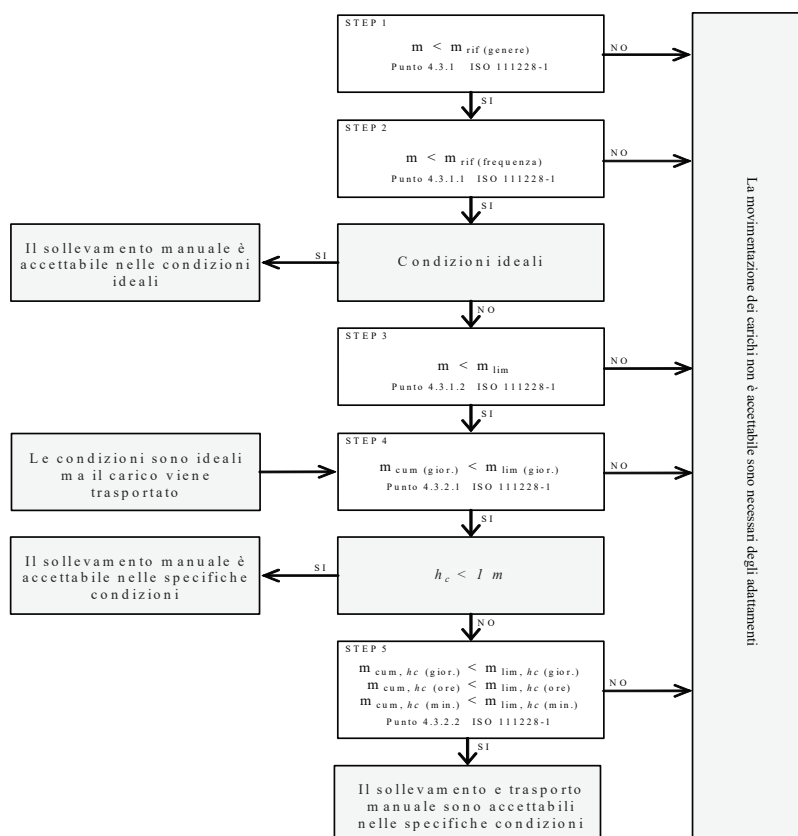 STEP 1
m < m rif (genere)
Punto 4.3.1 ISO 111228-1
NO
SI
STEP 2
m < m rif (frequenza)
Punto 4.3.1.1 ISO 111228-1
NO
SI
Il sollevamento manuale è
accettabile nelle condizioni
ideali
SI
Condizioni ideali
NO
STEP 3
m < m lim
Punto 4.3.1.2 ISO 111228-1
NO
SI
Le condizioni sono ideali
ma il carico viene
trasportato
STEP 4
m cum (gior.) < m lim (gior.)
Punto 4.3.2.1 ISO 111228-1
NO
SI
Il sollevamento manuale è
accettabile nelle specifiche
condizioni
SI
hc < 1 m
NO
STEP 5
m cum, hc (gior.) < m lim, hc (gior.)
m cum, hc (ore) < m lim, hc (ore)
m cum, hc (min.) < m lim, hc (min.)
Punto 4.3.2.2 ISO 111228-1
NO
SI
Il sollevamento e trasporto
manuale sono accettabili
nelle specifiche condizioni
La movimentazione dei carichi non è accettabile sono necessari degli adattamenti